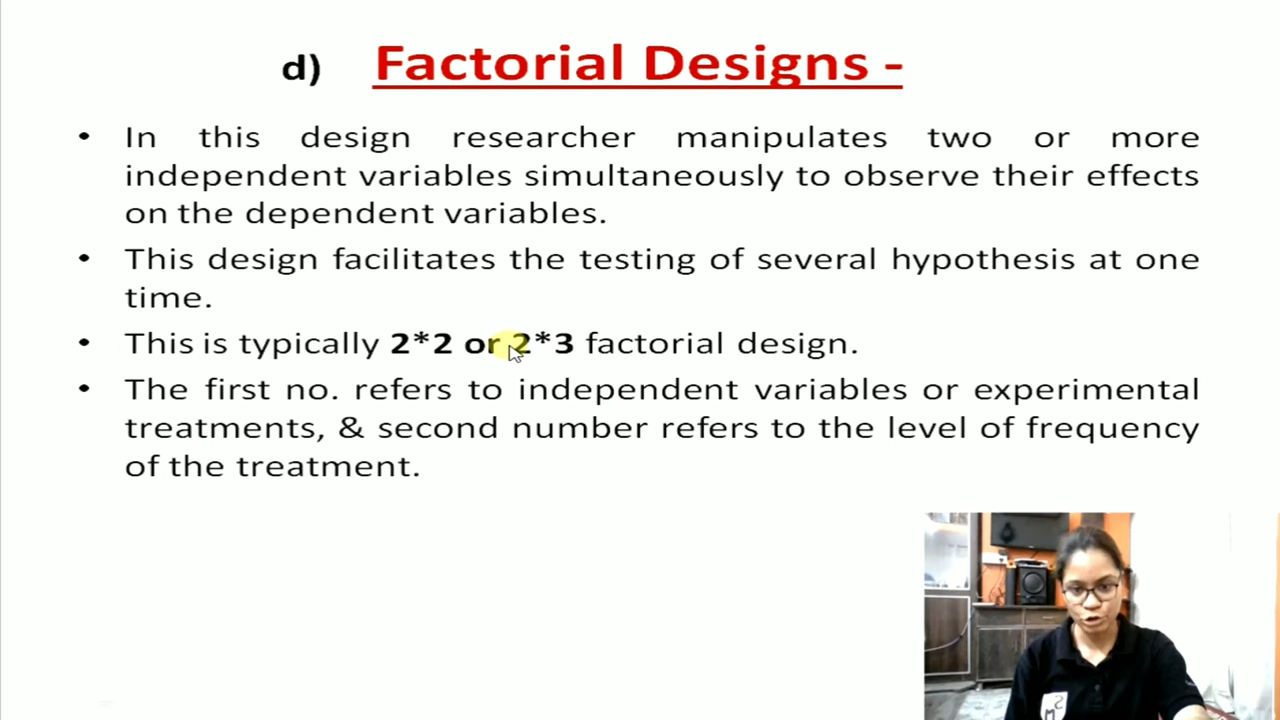 d) Factorial Designs -
• In this design researcher manipulates two or more
independent variables simultaneously to observe their effects
on the dependent variables.
• This design facilitates the testing of several hypothesis at one
time.
• This is typically 2*2 or 2*3 factorial design.
• The first no. refers to independent variables or experimental
treatments, & second number refers to the level of frequency
of the treatment.